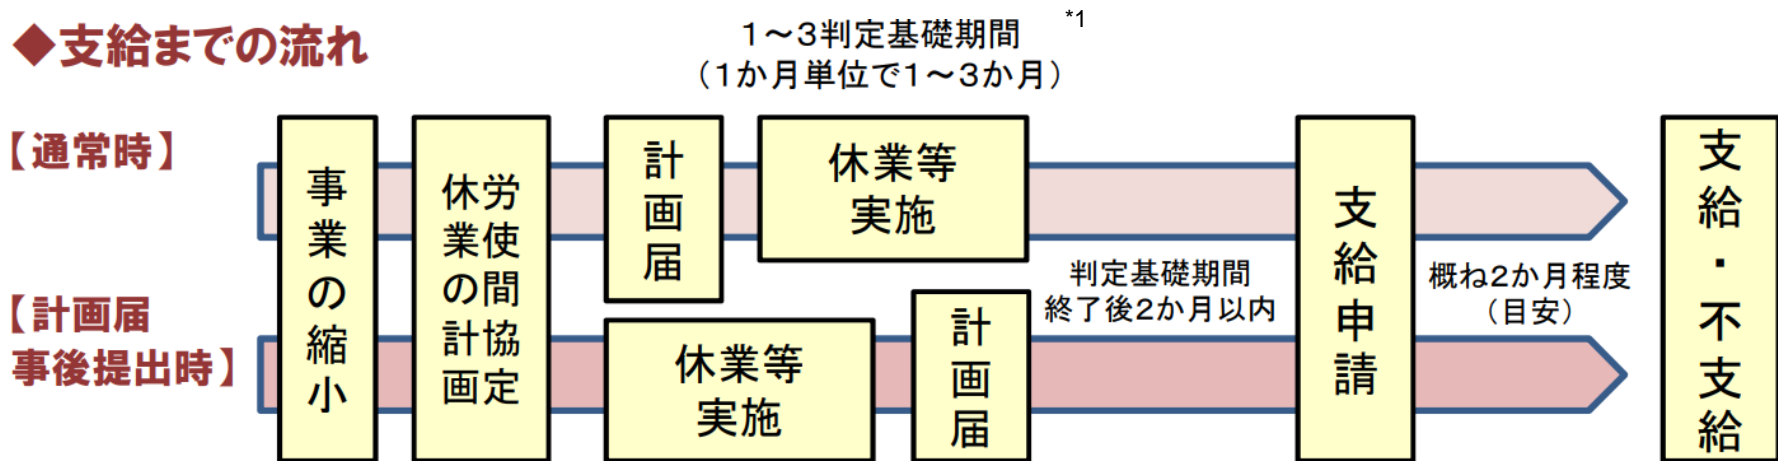 ◆支給までの流れ
1～3判定基礎期間 *1
（1か月単位で1～3か月）
【通常時】
事業の縮小
労使間協定
休業の計画
計画届
休業等
実施
支給申請
支給・不支給
【計画届
事後提出時】
休業等
実施
計画届
判定基礎期間
終了後2か月以内
概ね2か月程度
（目安）